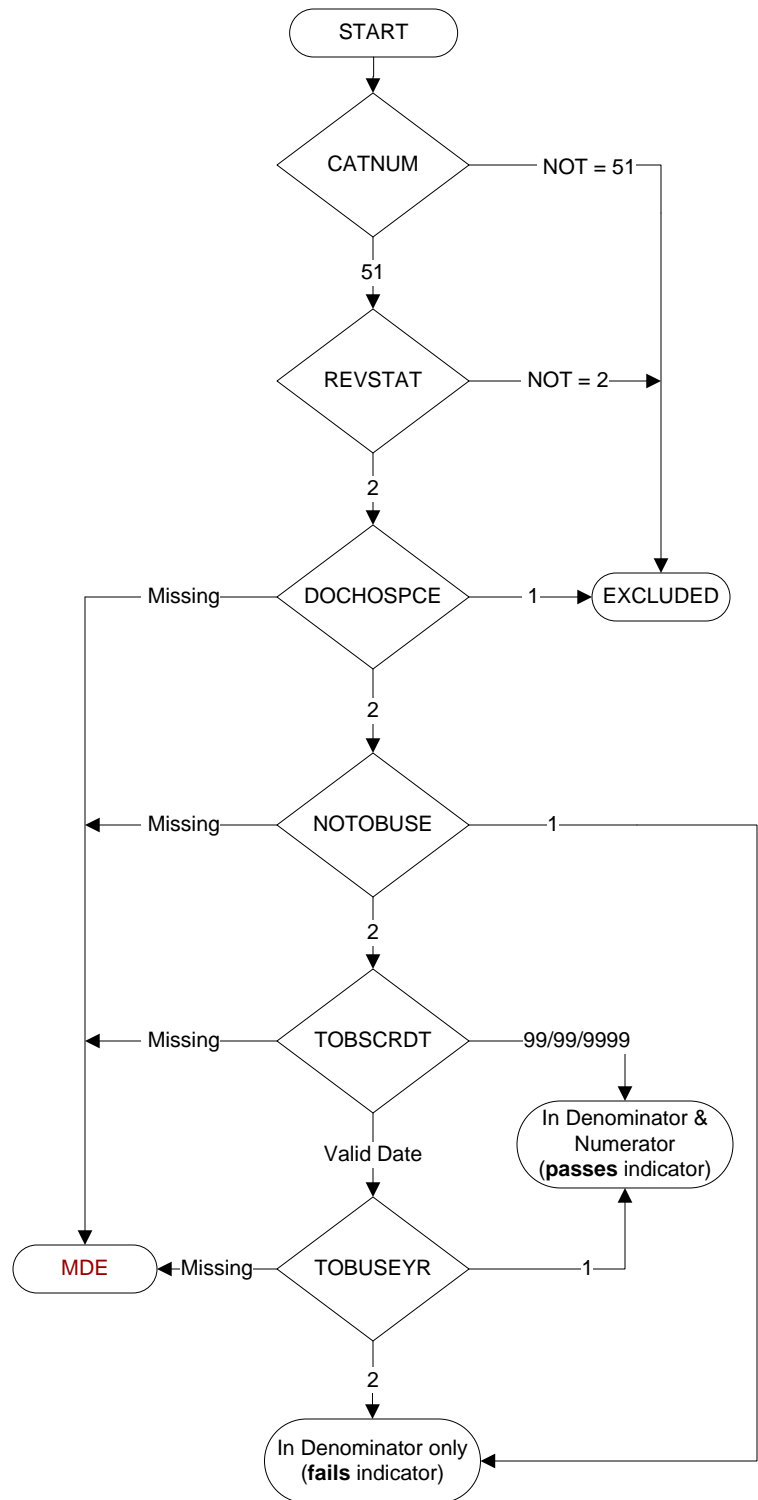 START
CATNUM
NOT = 51
51
REVSTAT
NOT = 2
2
Missing
DOCHOSPCE
1
EXCLUDED
2
Missing
NOTOBUSE
1
2
Missing
TOBSCRDT
99/99/9999
In Denominator &
Numerator
(passes indicator)
Valid Date
MDE
Missing
TOBUSEYR
1
2
In Denominator only
(fails indicator)